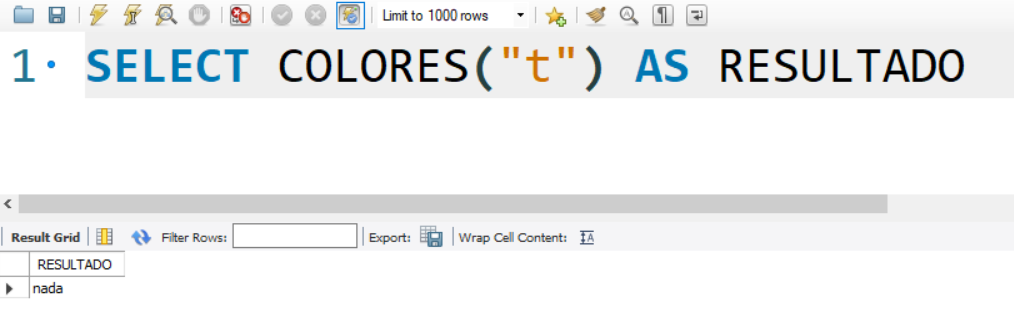 Limit to 1000 rows
1 SELECT COLORES("t") AS RESULTADO
Result Grid Filter Rows: Export: Wrap Cell Content: IA
RESULTADO
nada